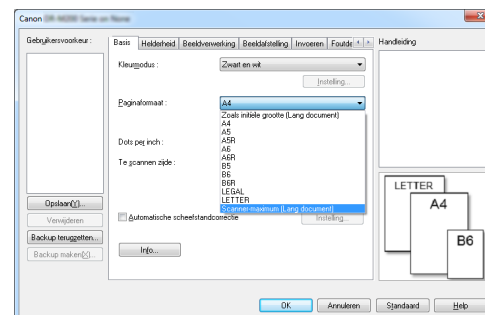 Canon
Gebruikersvoorkeur :
Basis Helderheid Beeldverwerking Beeldafstelling Invoeren Foutds
Handleiding
Kleurmodus : Zwart en wit
Instelling...
Paginaformaat : A4
Zoals initiële grootte (Lang document)
A4
A5
A5R
A6
A6R
B5
B6
B6R
LEGAL
LETTER
Scanner-maximum (Lang document)
Dots per inch :
Te scannen zijde :
Automatische scheefstandcorrectie
Instelling...
Info...
Opslaan(Y)...
Verwijderen
Backup terugzetten...
Backup maken(X)...
LETTER
A4
B6
OK Annuleren Standaard Help